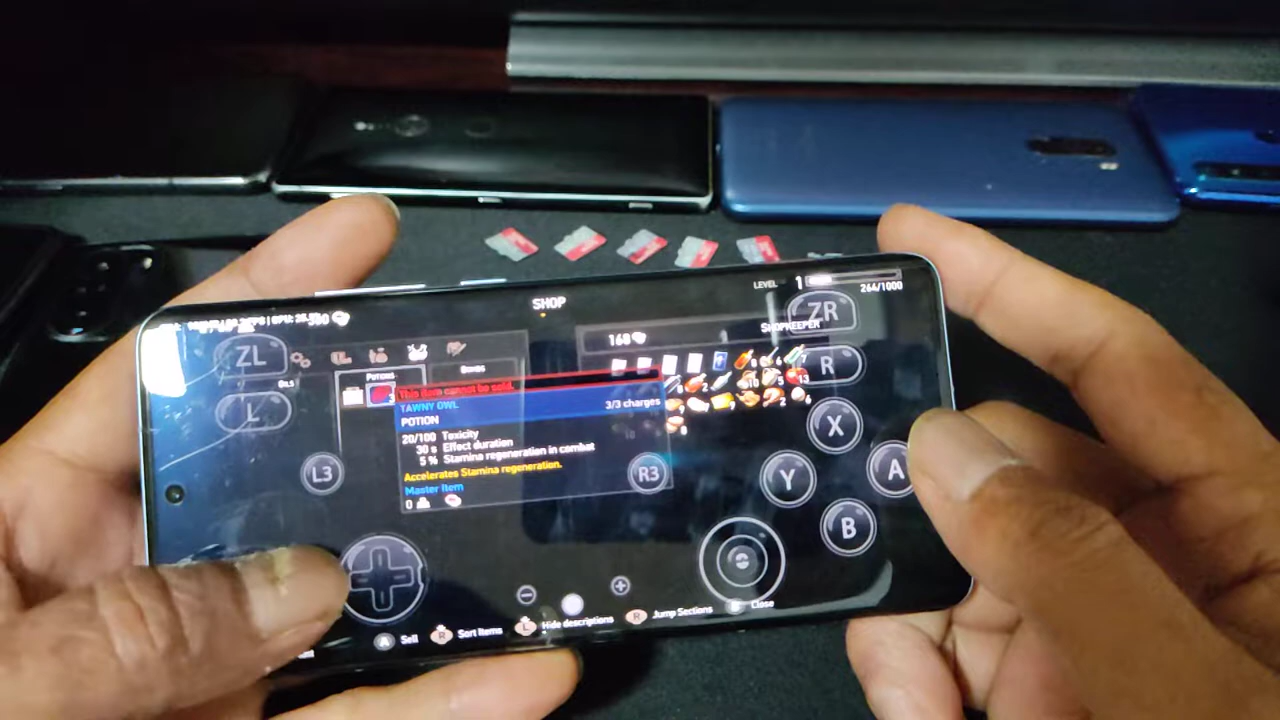 SHOP
LEVEL
1
264/1000
ZL
ZR
168
SHOPKEEPER
OILS
POTIONS
BOMBS
R
L
This item cannot be sold.
TAWNY OWL
3/3 charges
POTION
20/100 Toxicity
30 s Effect duration
5 % Stamina regeneration in combat
Accelerates Stamina regeneration.
Master Item
0
L3
R3
X
Y
A
B
A Sell
R Sort Items
L Hide descriptions
R Jump Sections
Close